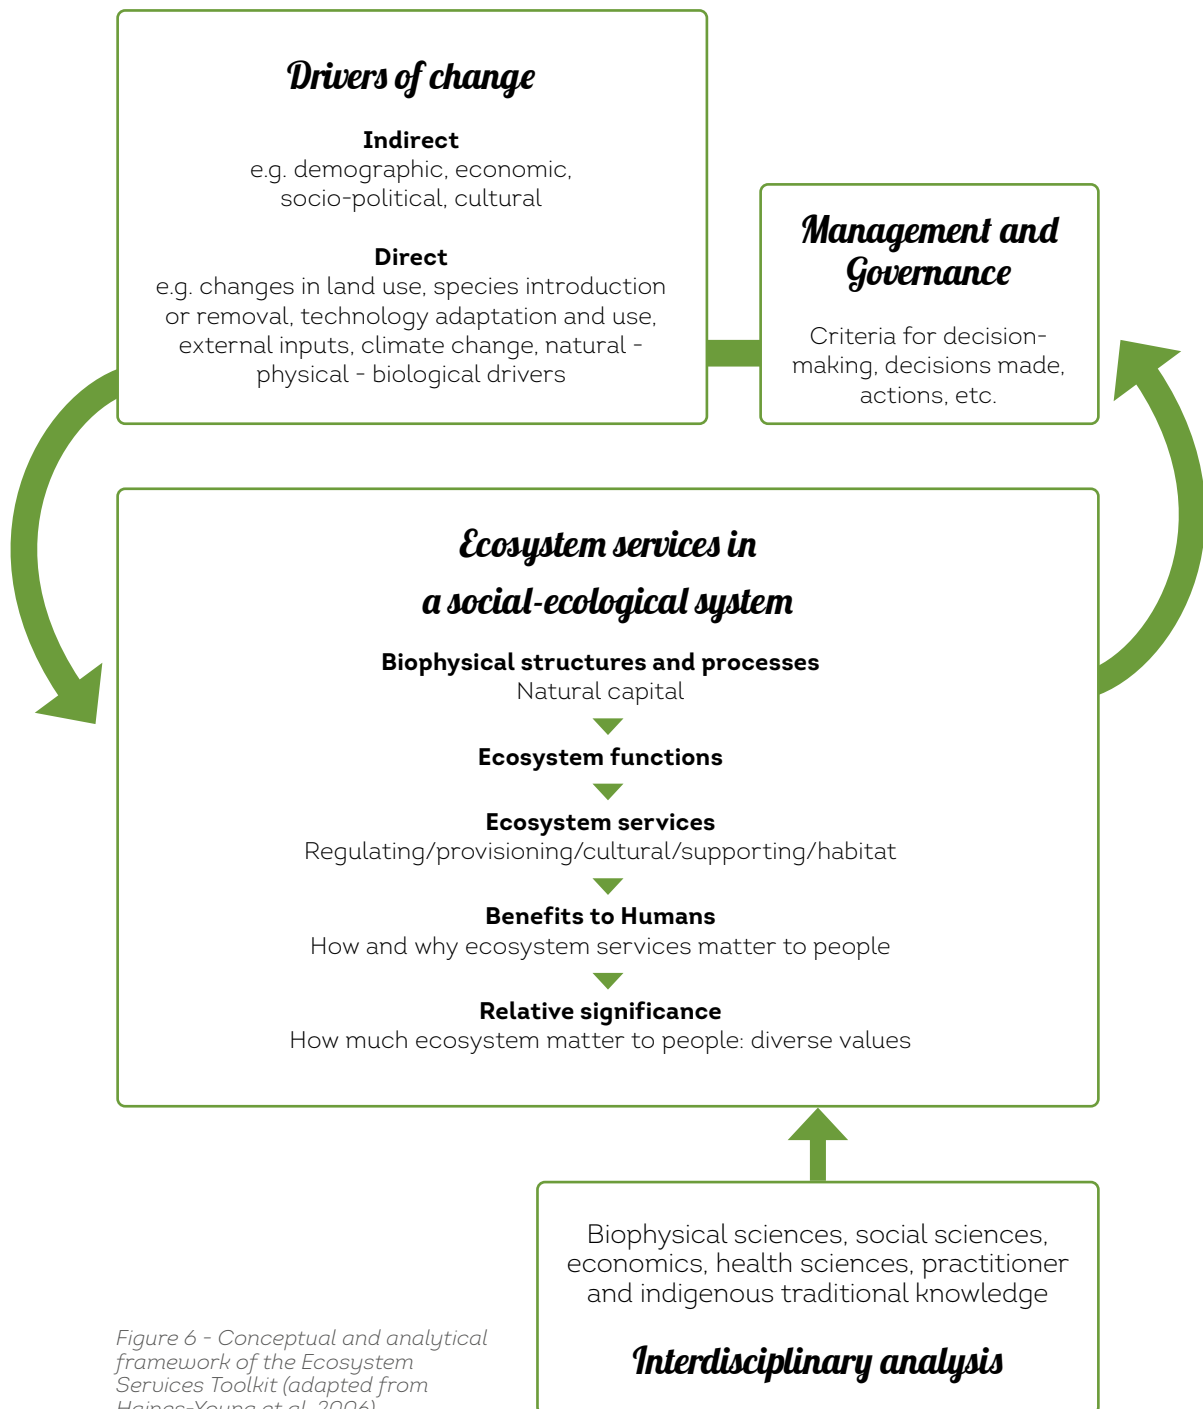 Drivers of change
Indirect
e.g. demographic, economic,
socio-political, cultural
Direct
e.g. changes in land use, species introduction
or removal, technology adaptation and use,
external inputs, climate change, natural -
physical - biological drivers
Management and
Governance
Criteria for decision-
making, decisions made,
actions, etc.
Ecosystem services in
a social-ecological system
Biophysical structures and processes
Natural capital
Ecosystem functions
Ecosystem services
Regulating/provisioning/cultural/supporting/habitat
Benefits to Humans
How and why ecosystem services matter to people
Relative significance
How much ecosystem matter to people: diverse values
Biophysical sciences, social sciences,
economics, health sciences, practitioner
and indigenous traditional knowledge
Interdisciplinary analysis
Figure 6 - Conceptual and analytical
framework of the Ecosystem
Services Toolkit (adapted from
Haines-Young et al. 2006)